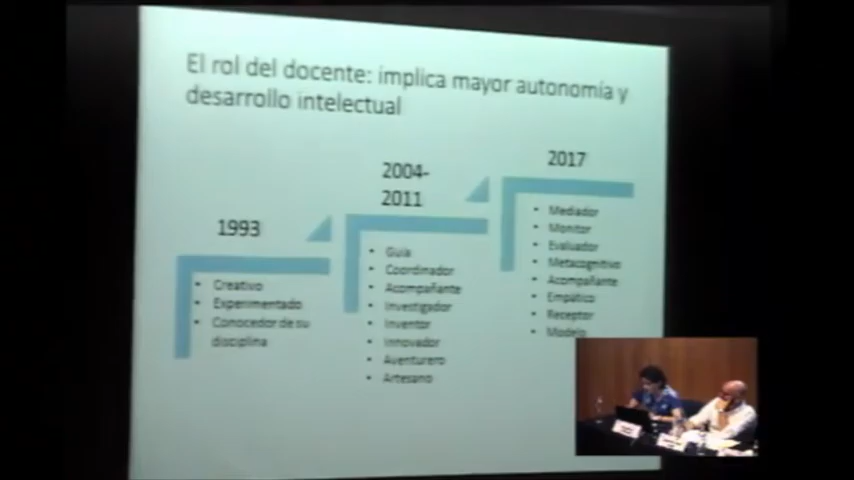 El rol del docente: implica mayor autonomía y
desarrollo intelectual
1993
• Creativo
• Experimentado
• Conocedor de su
disciplina
2004-
2011
• Guía
• Coordinador
• Acompañante
• Investigador
• Inventor
• Innovador
• Aventurero
• Artesano
2017
• Mediador
• Monitor
• Evaluador
• Metacognitivo
• Acompañante
• Empático
• Receptor
• Modelo